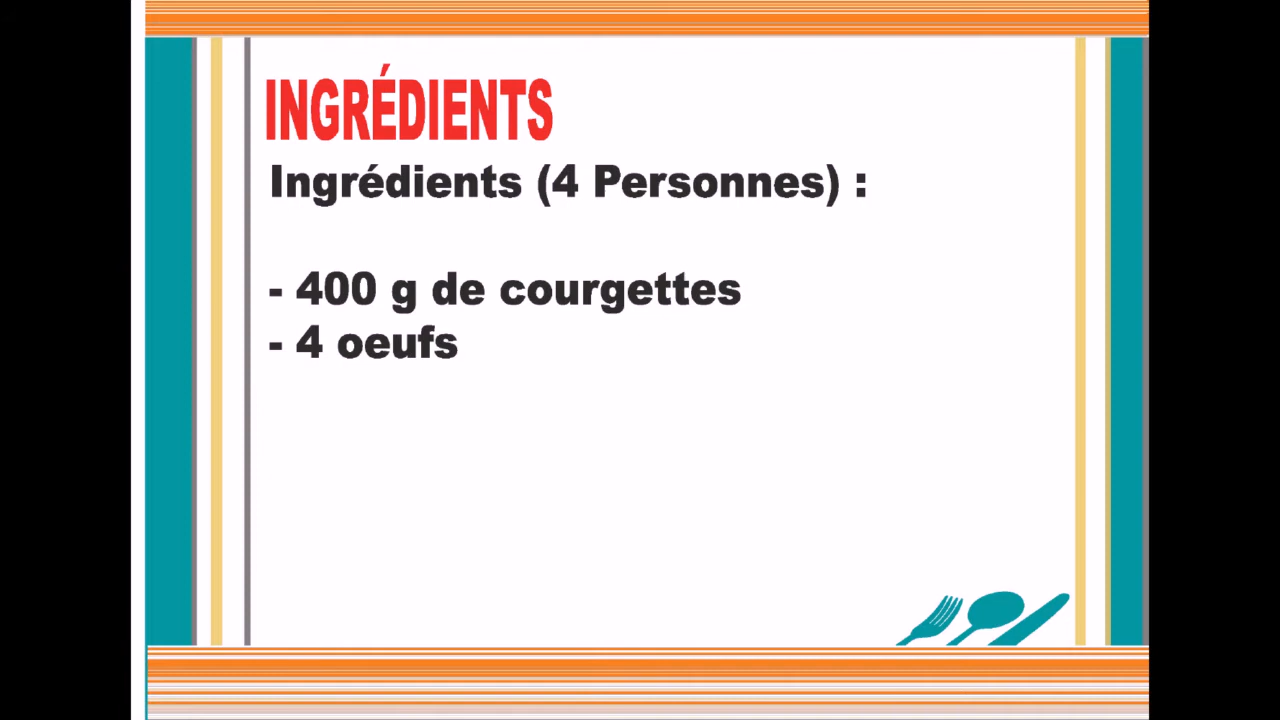 INGRÉDIENTS
Ingrédients (4 Personnes) :
- 400 g de courgettes
- 4 oeufs